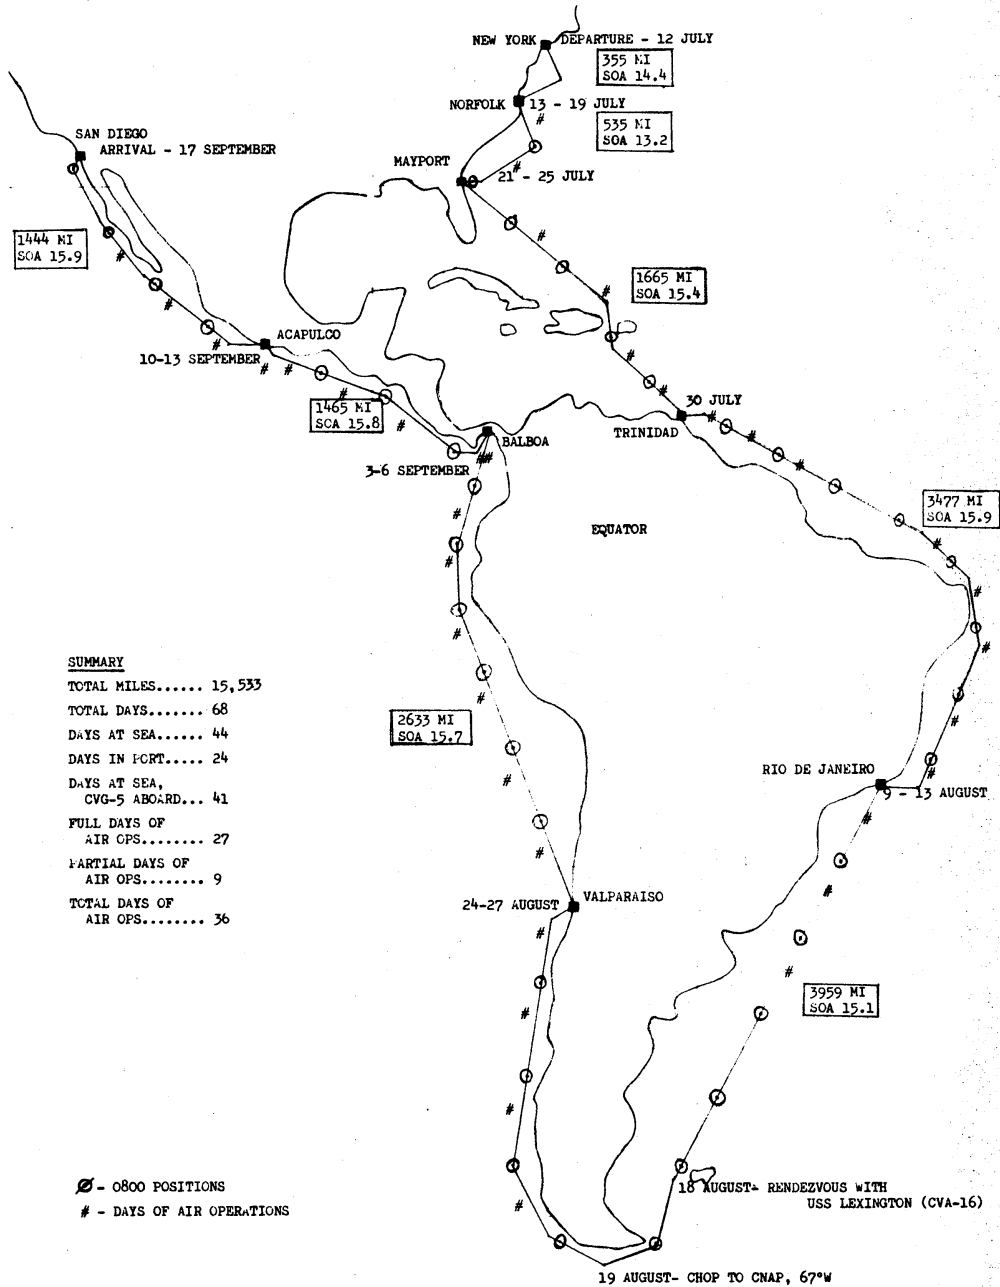 NEW YORK DEPARTURE - 12 JULY
355 MI
SOA 14.4
NORFOLK 13 - 19 JULY
#
535 MI
SOA 13.2
SAN DIEGO
ARRIVAL - 17 SEPTEMBER
MAYPORT
#
21 - 25 JULY
1444 MI
SOA 15.9
1665 MI
SOA 15.4
ACAPULCO
10-13 SEPTEMBER
1465 MI
SOA 15.8
30 JULY
TRINIDAD
BALBOA
3-6 SEPTEMBER
3477 MI
SOA 15.9
EQUATOR
SUMMARY
TOTAL MILES...... 15,533
TOTAL DAYS....... 68
DAYS AT SEA...... 44
DAYS IN PORT..... 24
DAYS AT SEA,
CVG-5 ABOARD... 41
FULL DAYS OF
AIR OPS........ 27
PARTIAL DAYS OF
AIR OPS........ 9
TOTAL DAYS OF
AIR OPS........ 36
2633 MI
SOA 15.7
RIO DE JANEIRO
9 - 13 AUGUST
24-27 AUGUST
VALPARAISO
3959 MI
SOA 15.1
Ø - 0800 POSITIONS
# - DAYS OF AIR OPERATIONS
18 AUGUST- RENDEZVOUS WITH
USS LEXINGTON (CVA-16)
19 AUGUST- CHOP TO CNAP, 67°W